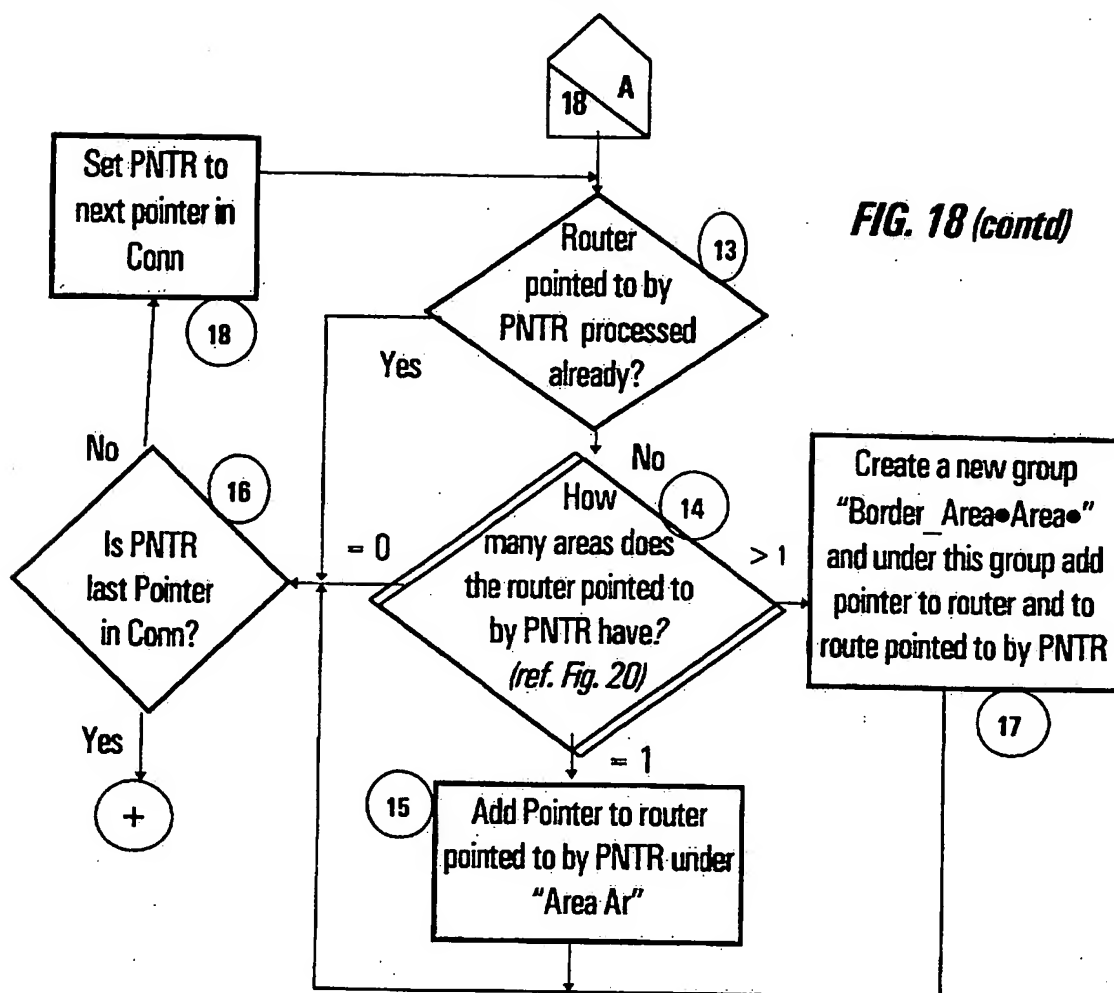 18 A
Set PNTR to
next pointer in
Conn
18
FIG. 18 (contd)
Router
pointed to by
PNTR processed
already?
13
Yes
No
No
16
Is PNTR
last Pointer
in Conn?
Yes
+
= 0
How
many areas does
the router pointed to
by PNTR have?
(ref. Fig. 20)
14
> 1
Create a new group
“Border_Area•Area•”
and under this group add
pointer to router and to
route pointed to by PNTR
17
= 1
15
Add Pointer to router
pointed to by PNTR under
“Area Ar”